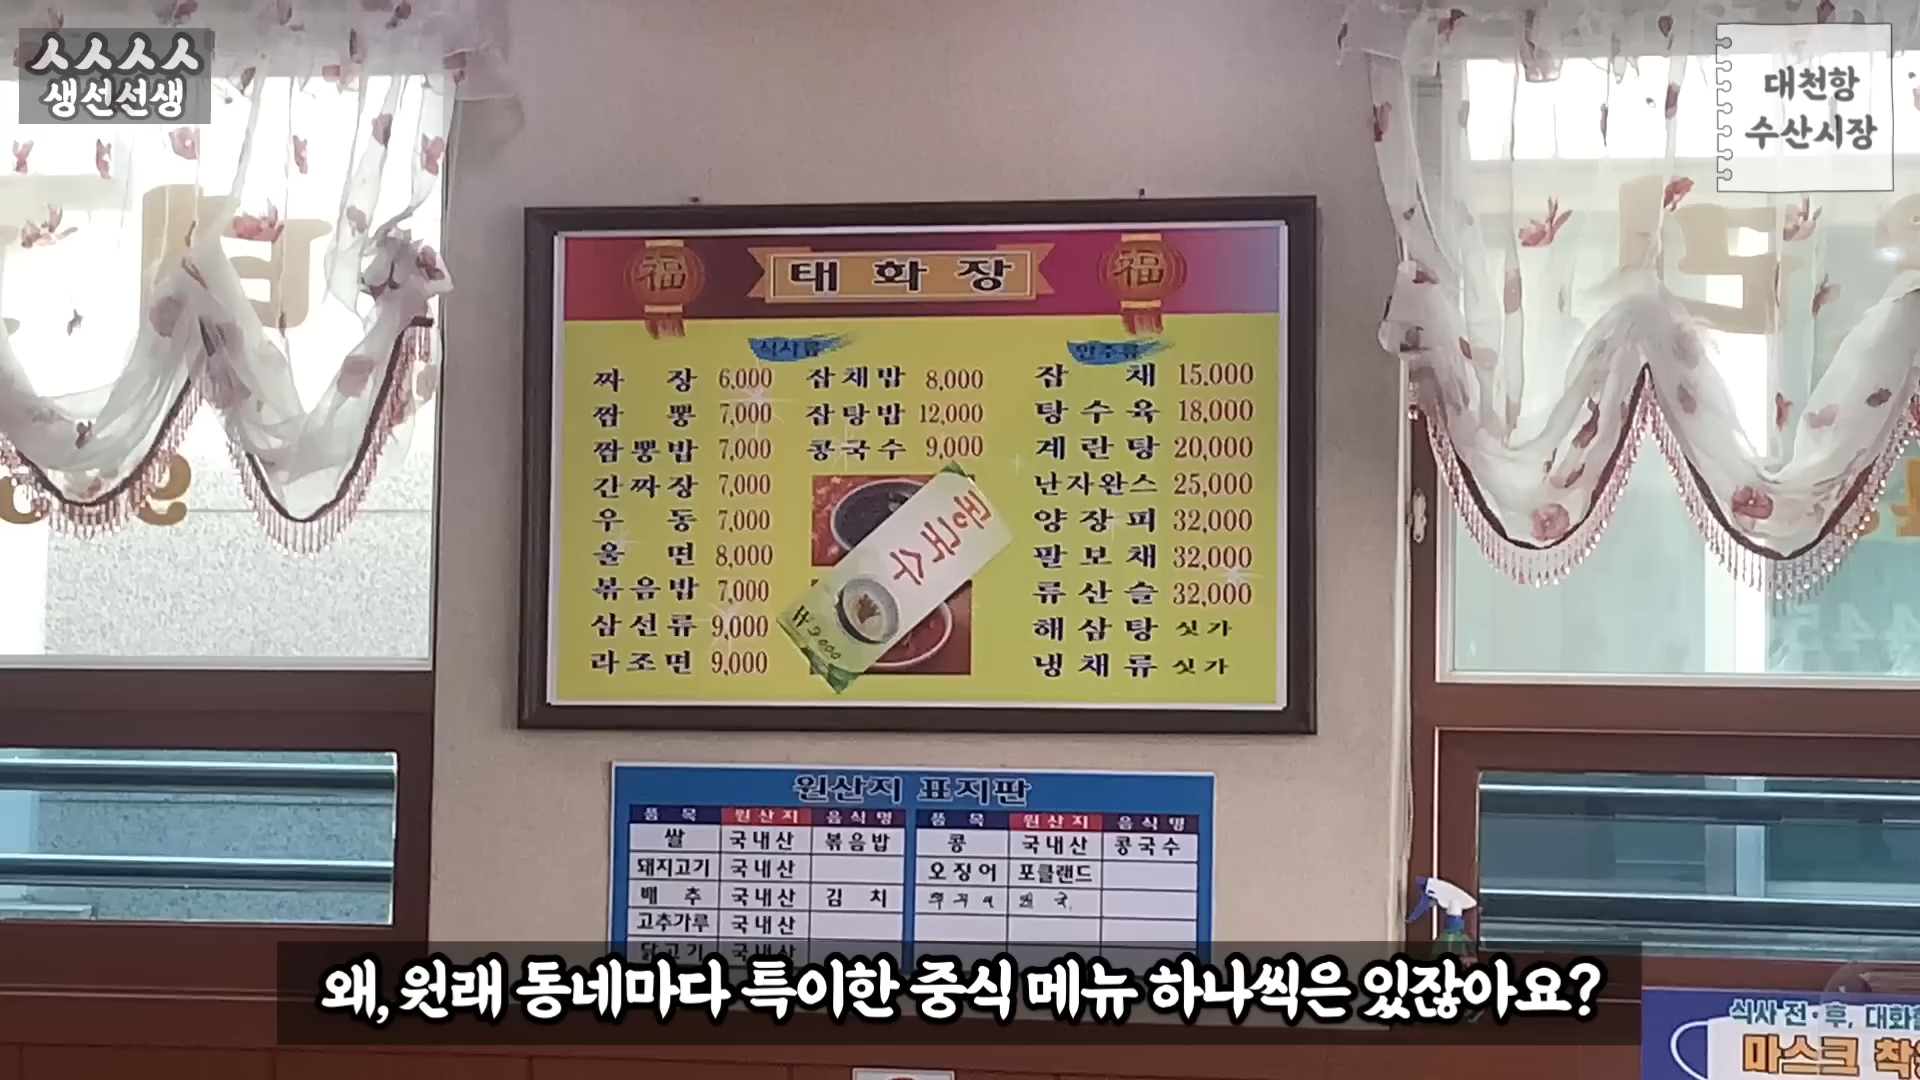 ㅅㅅㅅㅅ
생선선생
대천항
수산시장
福 태화장 福
식사류
짜장 6,000
짬뽕 7,000
짬뽕밥 7,000
간짜장 7,000
우동 7,000
울면 8,000
볶음밥 7,000
삼선류 9,000
라조면 9,000
잡채밥 8,000
잡탕밥 12,000
콩국수 9,000
콩국수
₩9,000
안주류
잡채 15,000
탕수육 18,000
계란탕 20,000
난자완스 25,000
양장피 32,000
팔보채 32,000
류산슬 32,000
해삼탕 싯가
냉채류 싯가
원산지 표지판
품목 원산지 음식명 품목 원산지 음식명
쌀 국내산 볶음밥 콩 국내산 콩국수
돼지고기 국내산 오징어 포클랜드
배추 국내산 김치
고추가루 국내산
닭고기 국내산
왜, 원래 동네마다 특이한 중식 메뉴 하나씩은 있잖아요?
식사 전·후, 대화
마스크